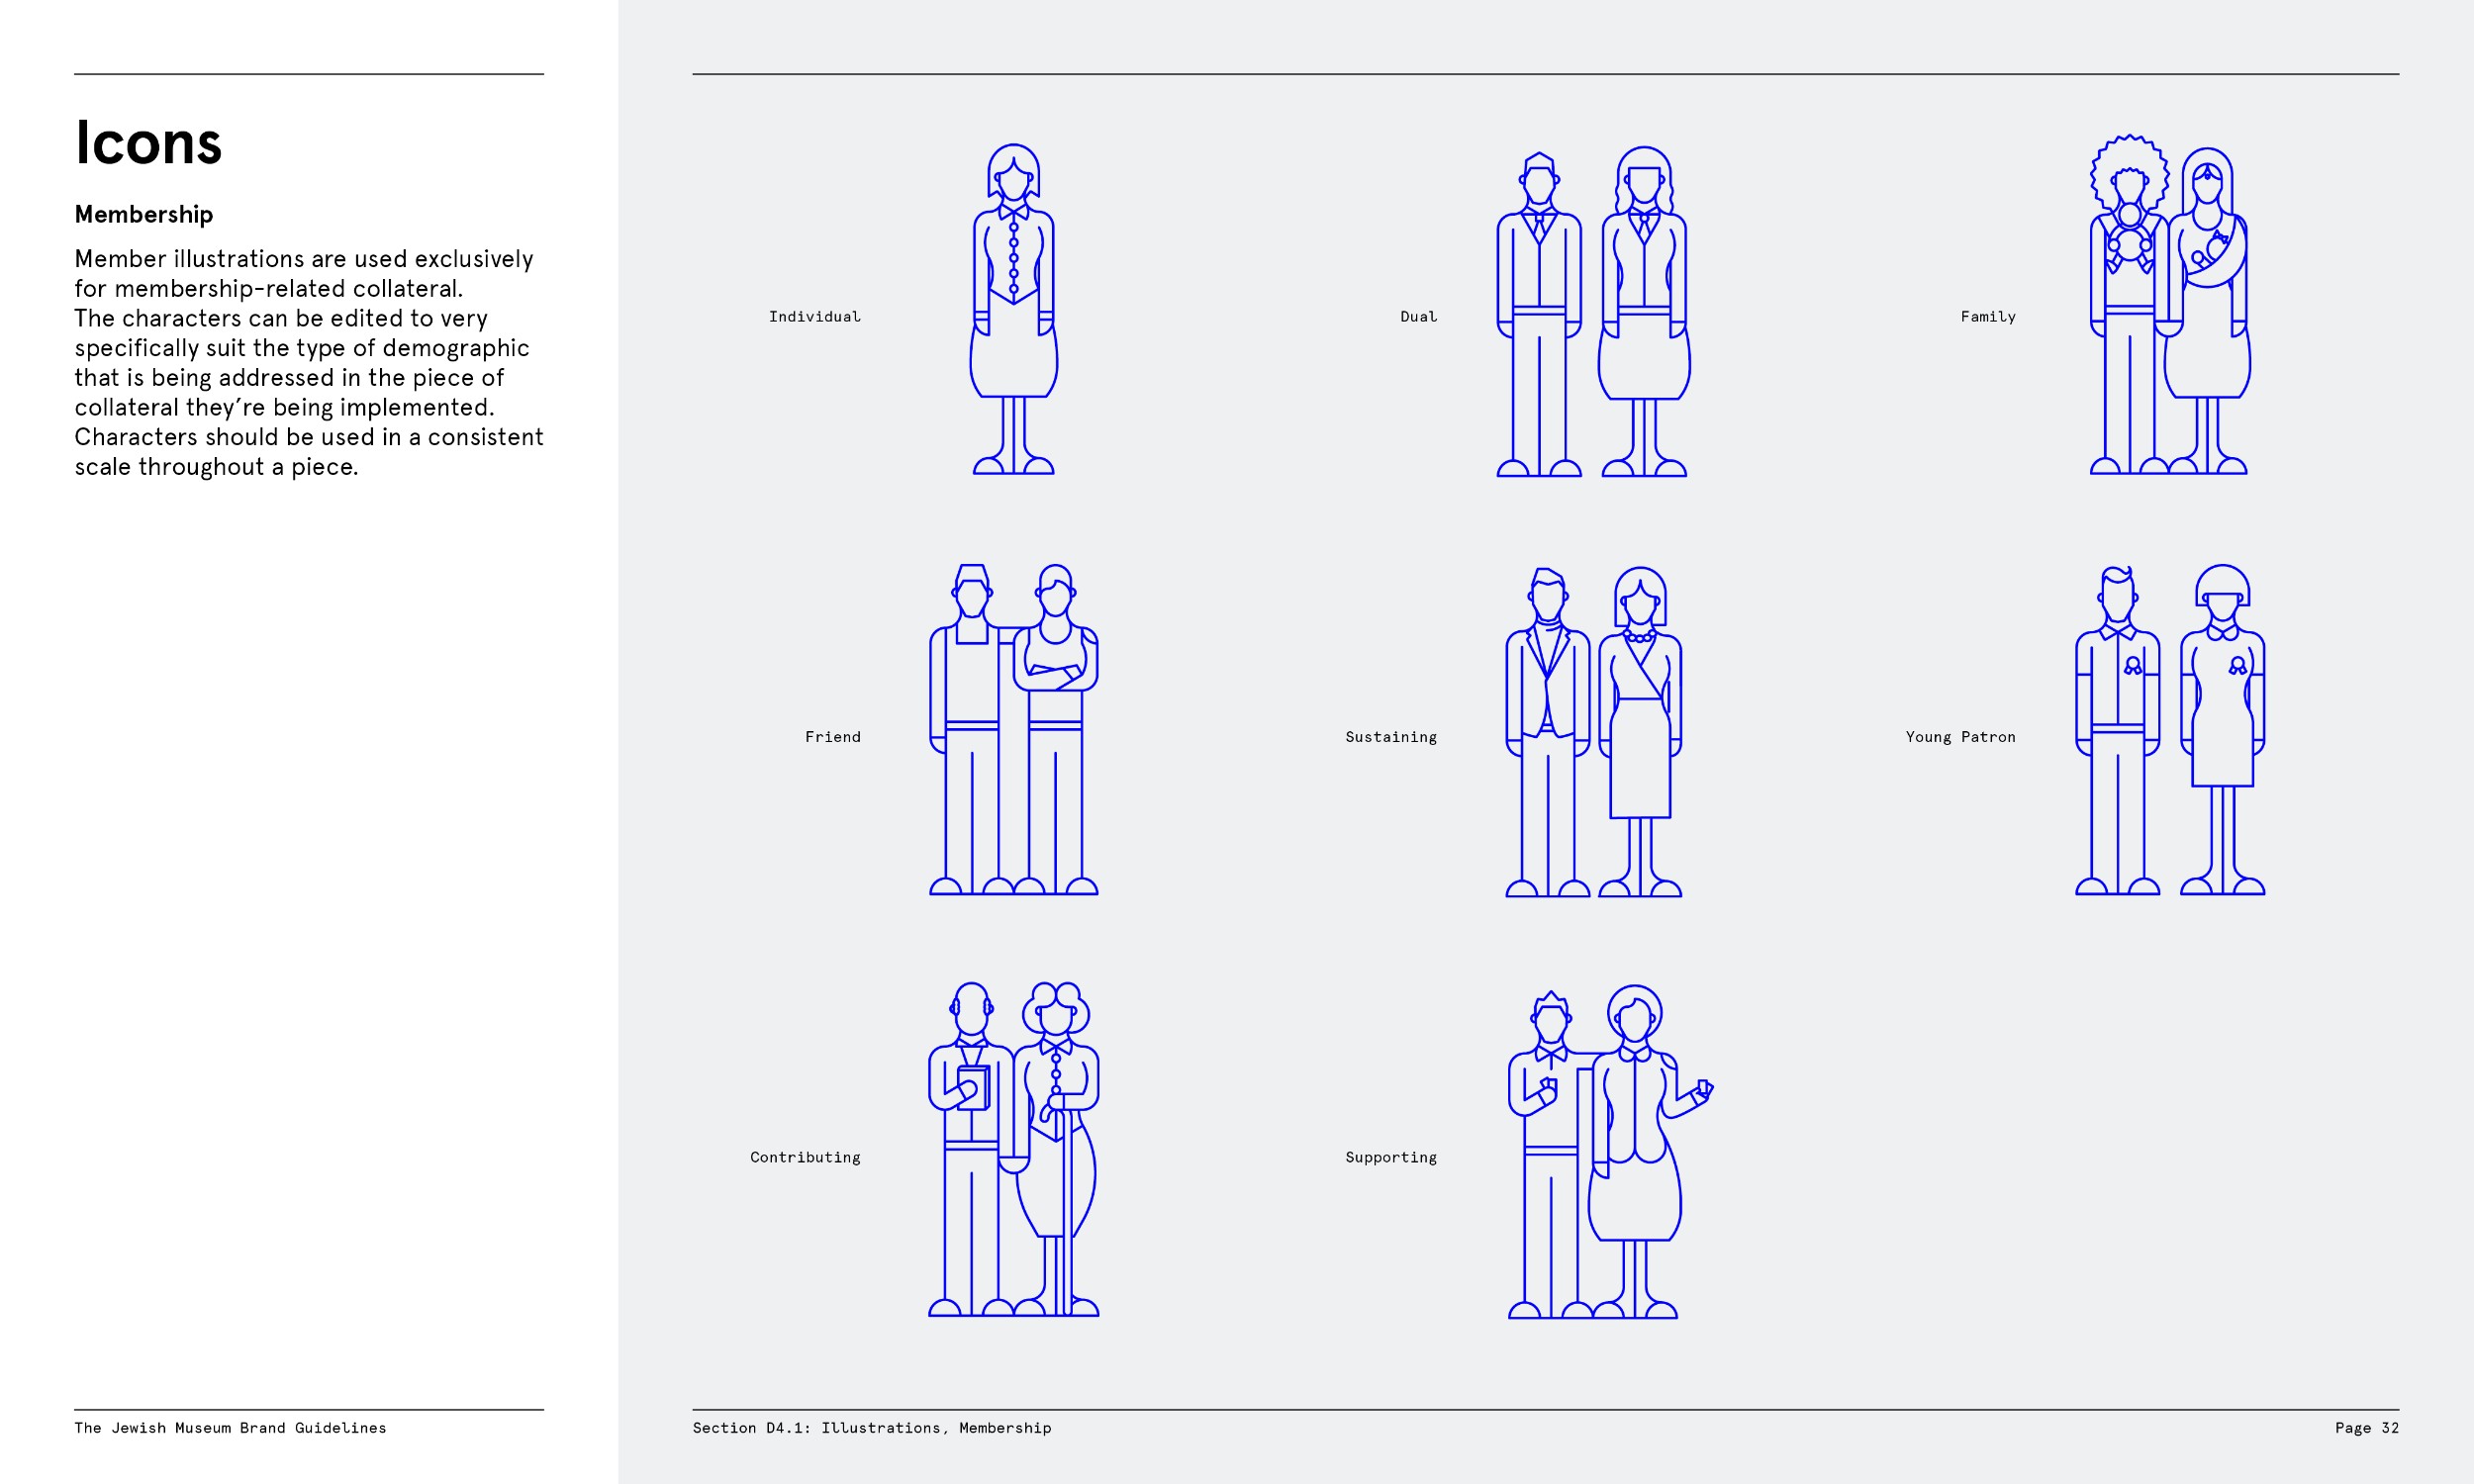 Icons
Membership
Member illustrations are used exclusively
for membership-related collateral.
The characters can be edited to very
specifically suit the type of demographic
that is being addressed in the piece of
collateral they’re being implemented.
Characters should be used in a consistent
scale throughout a piece.
Individual
Dual
Family
Friend
Sustaining
Young Patron
Contributing
Supporting
The Jewish Museum Brand Guidelines
Section D4.1: Illustrations, Membership
Page 32